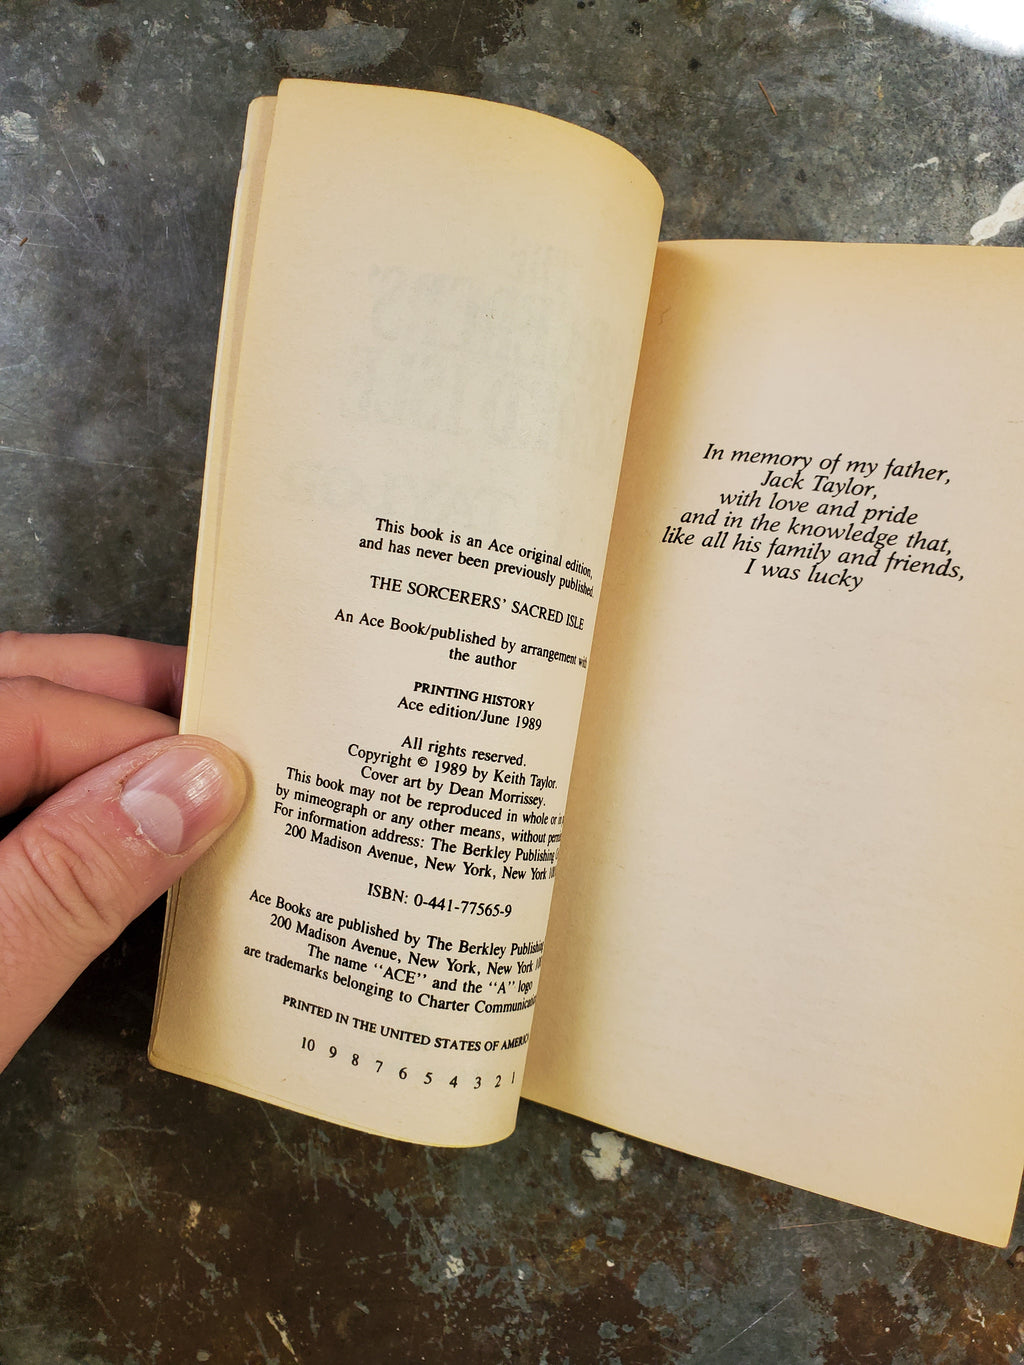 This book is an Ace original edition,
and has never been previously published.
THE SORCERERS' SACRED ISLE
An Ace Book/published by arrangement with
the author
PRINTING HISTORY
Ace edition/June 1989
All rights reserved.
Copyright © 1989 by Keith Taylor.
Cover art by Dean Morrissey.
This book may not be reproduced in whole or
by mimeograph or any other means, without
For information address: The Berkley Publishing
200 Madison Avenue, New York, New York
ISBN: 0-441-77565-9
Ace Books are published by The Berkley Publishing
200 Madison Avenue, New York, New York
The name "ACE" and the "A" logo
are trademarks belonging to Charter
PRINTED IN THE UNITED STATES OF
10 9 8 7 6 5 4 3 2 1
In memory of my father,
Jack Taylor,
with love and pride
and in the knowledge that,
like all his family and friends,
I was lucky